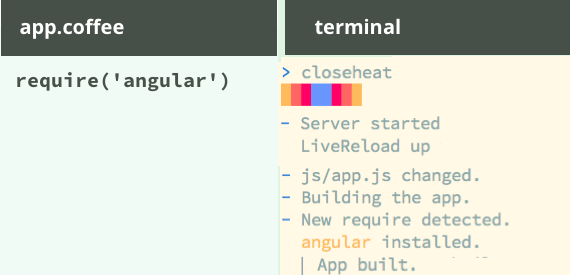 app.coffee
require('angular')
terminal
> closeheat
- Server started
LiveReload up
- js/app.js changed.
- Building the app.
- New require detected.
angular installed.
| App built.